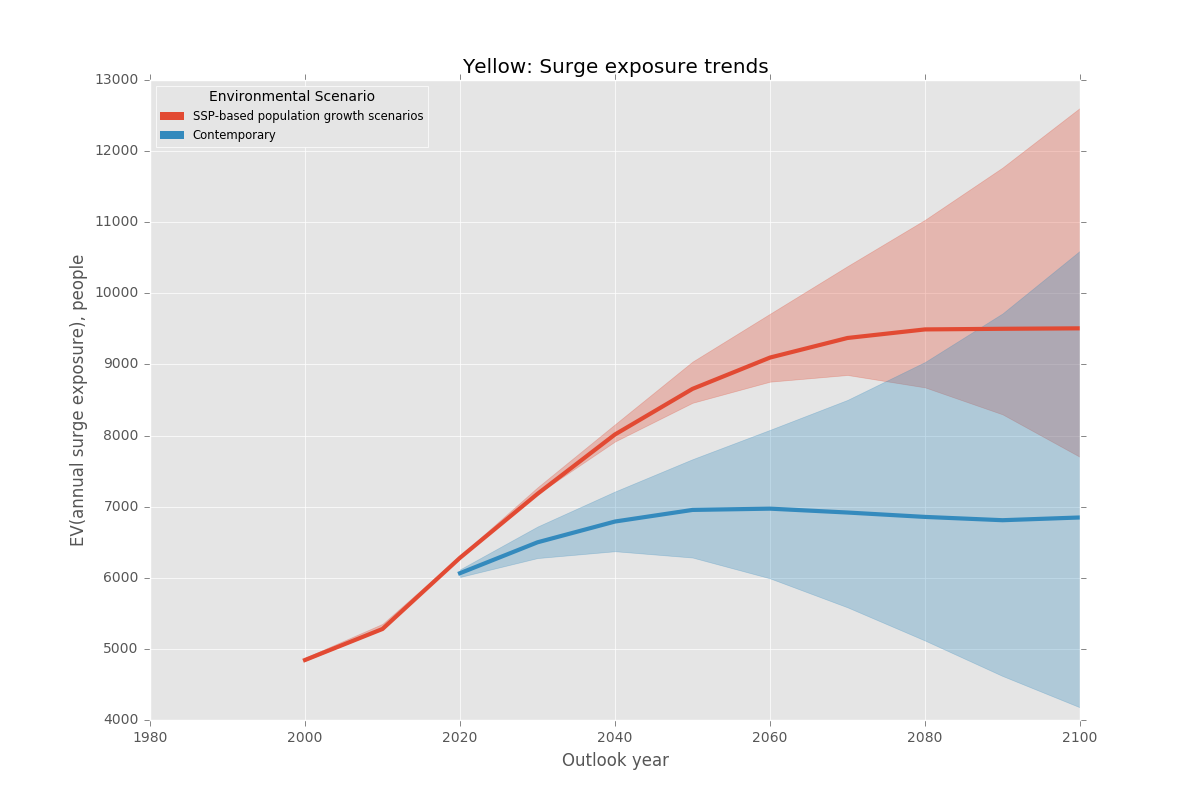 Yellow: Surge exposure trends
Environmental Scenario
SSP-based population growth scenarios
Contemporary
13000
12000
11000
10000
9000
8000
7000
6000
5000
4000
EV(annual surge exposure), people
1980 2000 2020 2040 2060 2080 2100
Outlook year